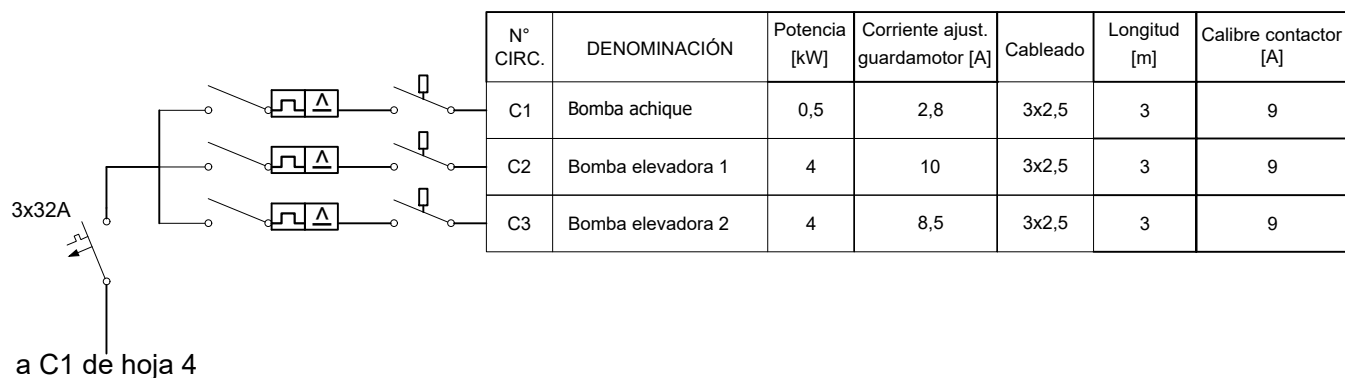 N° CIRC. DENOMINACIÓN Potencia [kW] Corriente ajust. guardamotor [A] Cableado Longitud [m] Calibre contactor [A]
C1 Bomba achique 0,5 2,8 3x2,5 3 9
C2 Bomba elevadora 1 4 10 3x2,5 3 9
C3 Bomba elevadora 2 4 8,5 3x2,5 3 9
3x32A
a C1 de hoja 4